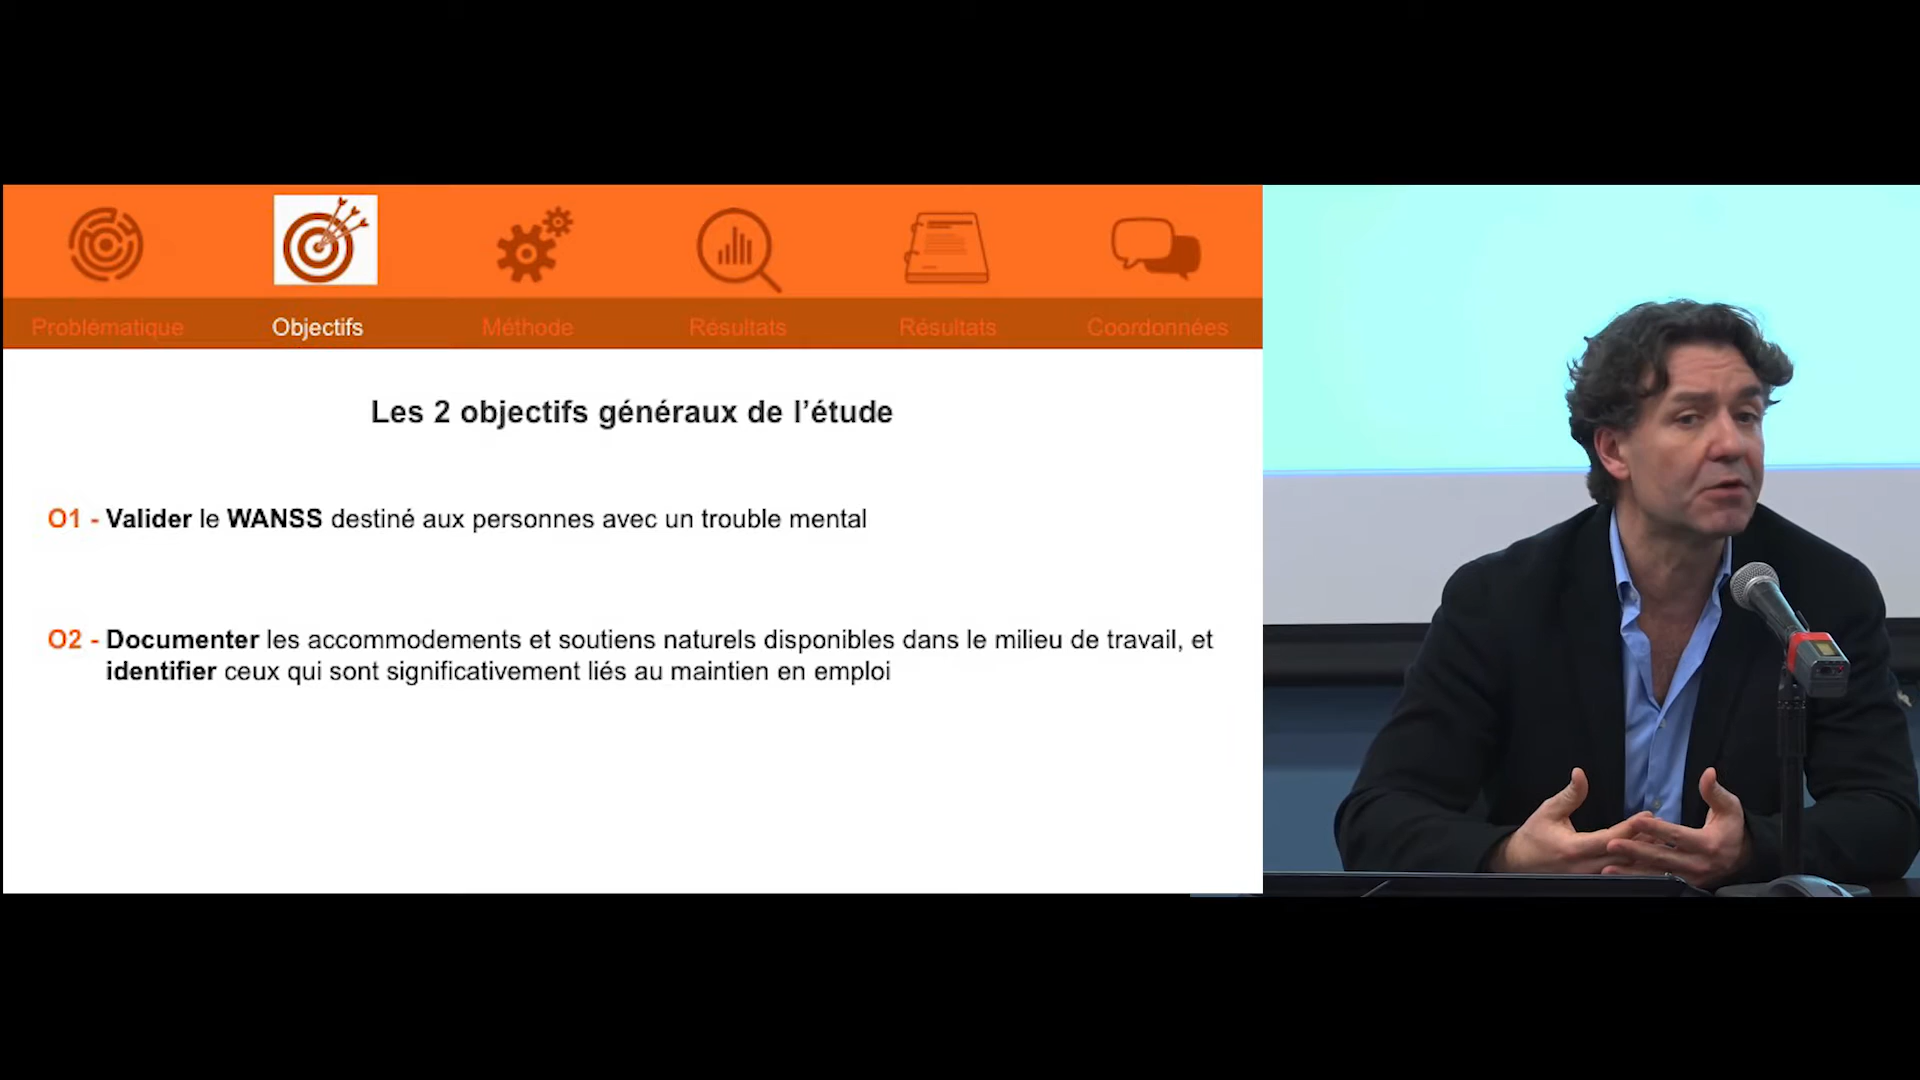 Problématique
Objectifs
Méthode
Résultats
Résultats
Coordonnées
Les 2 objectifs généraux de l’étude
O1 - Valider le WANSS destiné aux personnes avec un trouble mental
O2 - Documenter les accommodements et soutiens naturels disponibles dans le milieu de travail, et
identifier ceux qui sont significativement liés au maintien en emploi